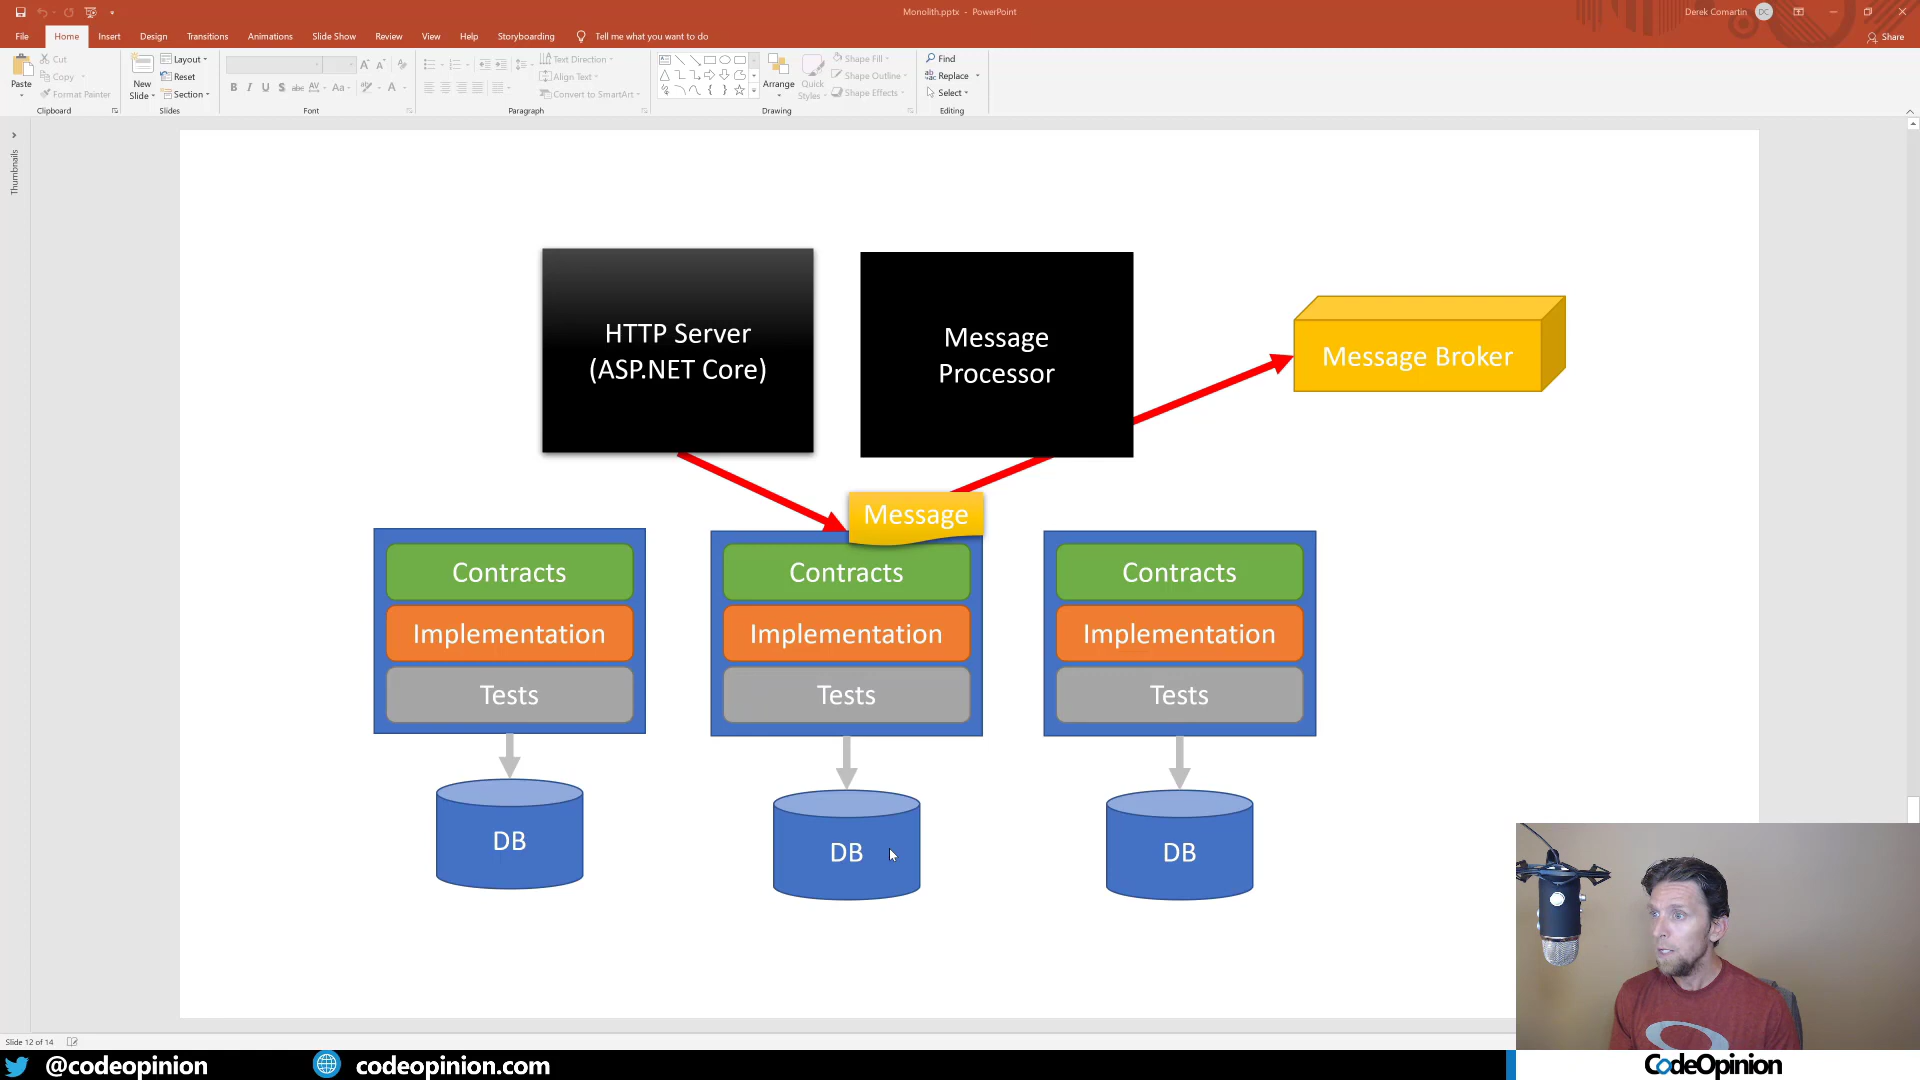 Monolith.pptx - PowerPoint
Derek Comartin
DC
File
Home
Insert
Design
Transitions
Animations
Slide Show
Review
View
Help
Storyboarding
Tell me what you want to do
Share
Paste
Cut
Copy
Format Painter
Clipboard
New
Slide
Layout
Reset
Section
Slides
B I U S abc AV Aa A
Font
Text Direction
Align Text
Convert to SmartArt
Paragraph
Arrange
Quick
Styles
Shape Fill
Shape Outline
Shape Effects
Drawing
Find
Replace
Select
Editing
Thumbnails
HTTP Server
(ASP.NET Core)
Message
Processor
Message Broker
Message
Contracts
Implementation
Tests
DB
Contracts
Implementation
Tests
DB
Contracts
Implementation
Tests
DB
Slide 12 of 14
@codeopinion
codeopinion.com
CodeOpinion